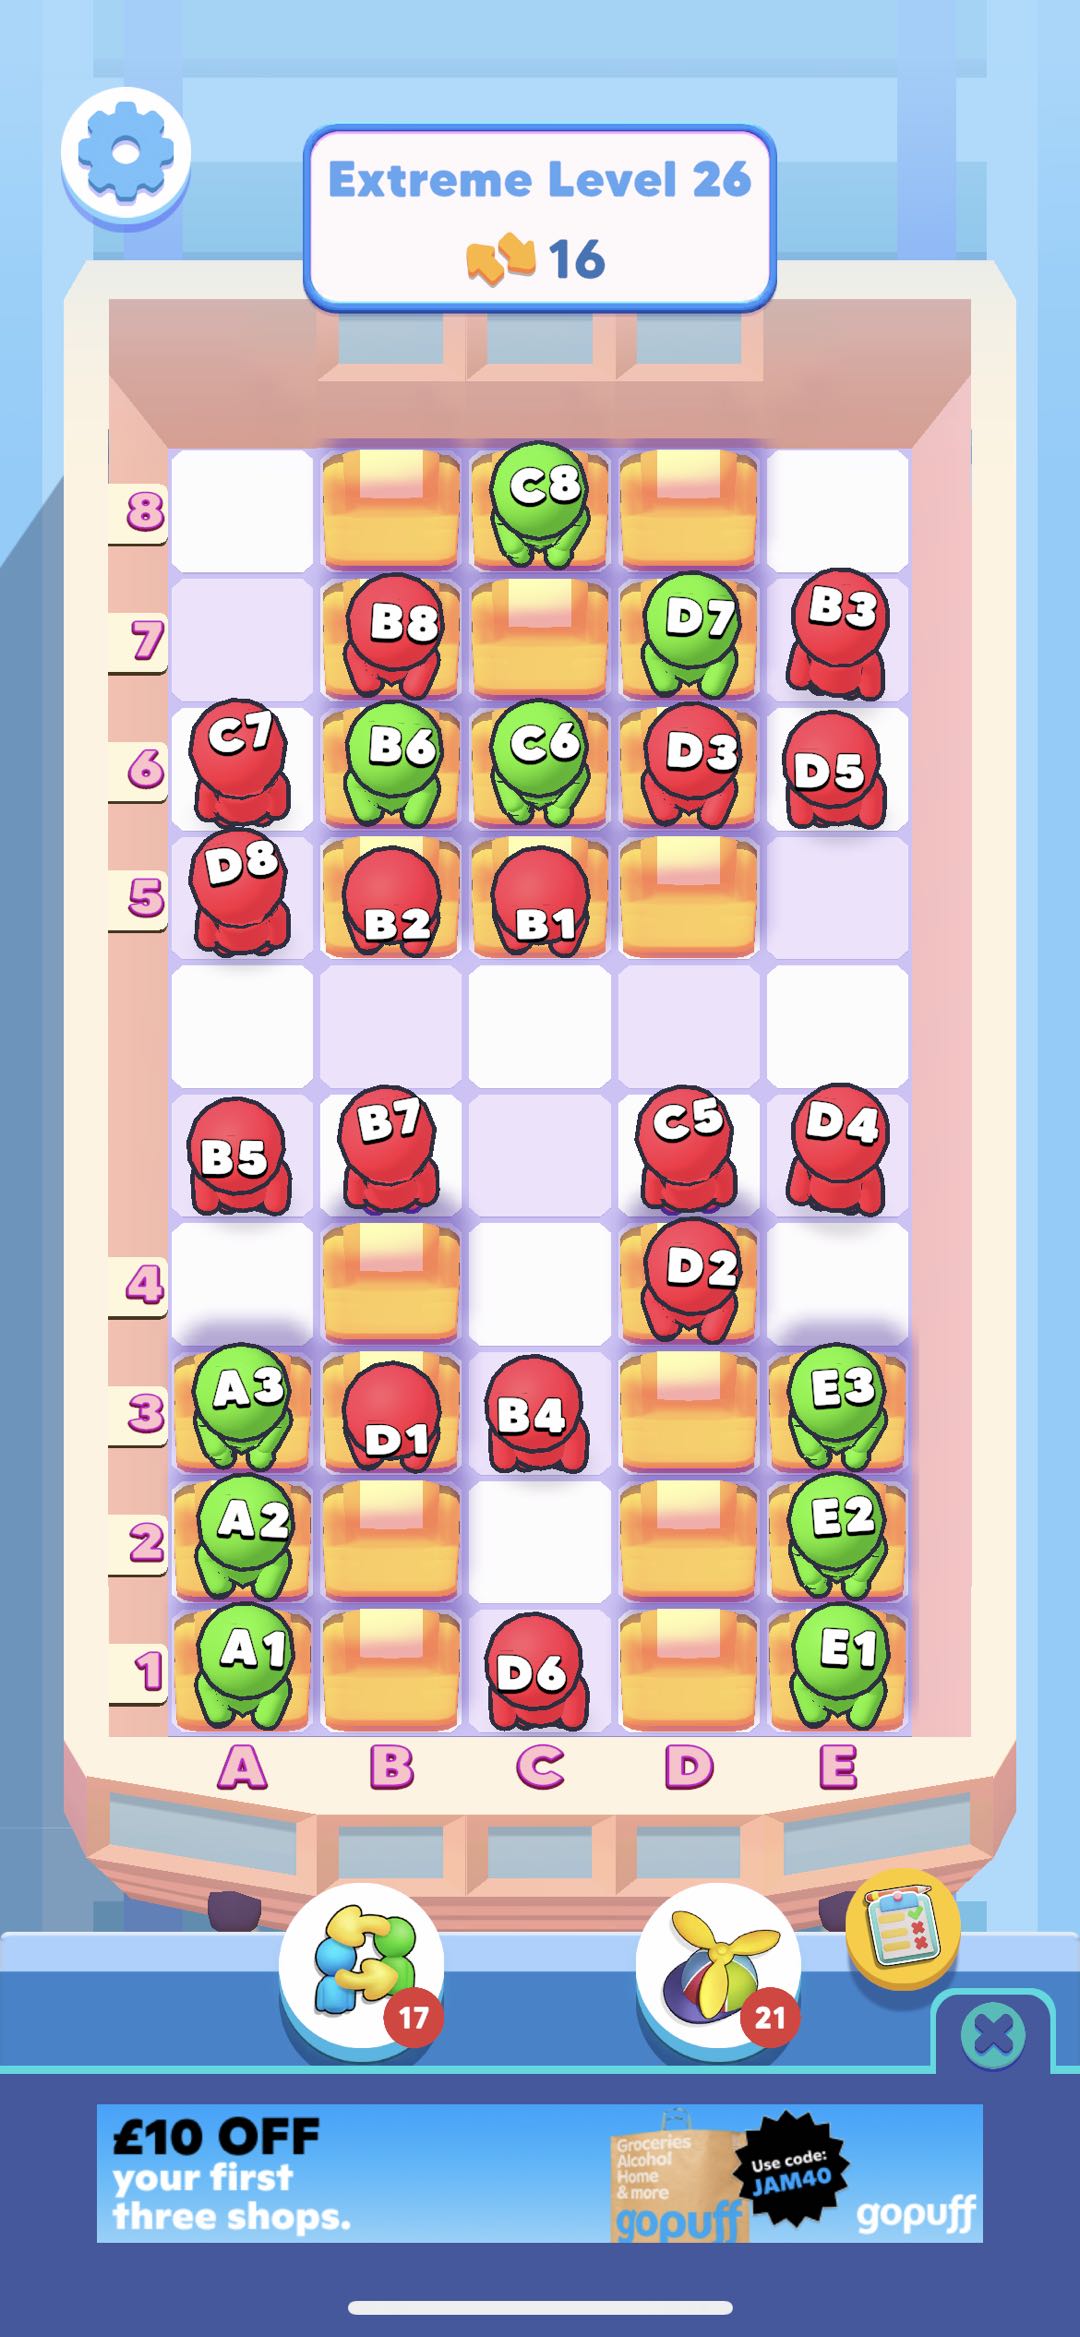 Extreme Level 26
16
8
C8
7
B8
D7
B3
6
C7
B6
C6
D3
D5
5
D8
B2
B1
B5
B7
C5
D4
4
D2
3
A3
D1
B4
E3
2
A2
E2
1
A1
D6
E1
A B C D E
17
21
£10 OFF
your first
three shops.
Groceries
Alcohol
Home
& more
gopuff
Use code:
JAM40
gopuff